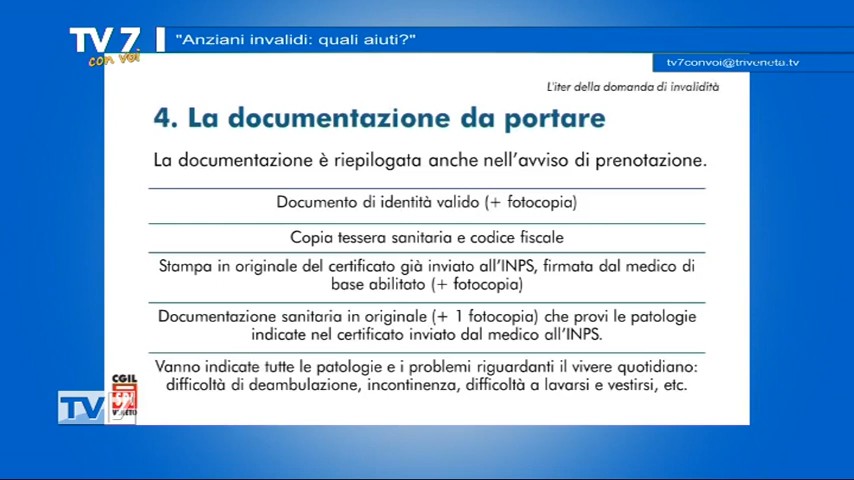 TV7
con voi
"Anziani invalidi: quali aiuti?"
tv7convoi@triveneta.tv
L'iter della domanda di invalidità
4. La documentazione da portare
La documentazione è riepilogata anche nell'avviso di prenotazione.
Documento di identità valido (+ fotocopia)
Copia tessera sanitaria e codice fiscale
Stampa in originale del certificato già inviato all'INPS, firmata dal medico di
base abilitato (+ fotocopia)
Documentazione sanitaria in originale (+ 1 fotocopia) che provi le patologie
indicate nel certificato inviato dal medico all'INPS.
Vanno indicate tutte le patologie e i problemi riguardanti il vivere quotidiano:
difficoltà di deambulazione, incontinenza, difficoltà a lavarsi e vestirsi, etc.
CGIL
VENETO
TV7